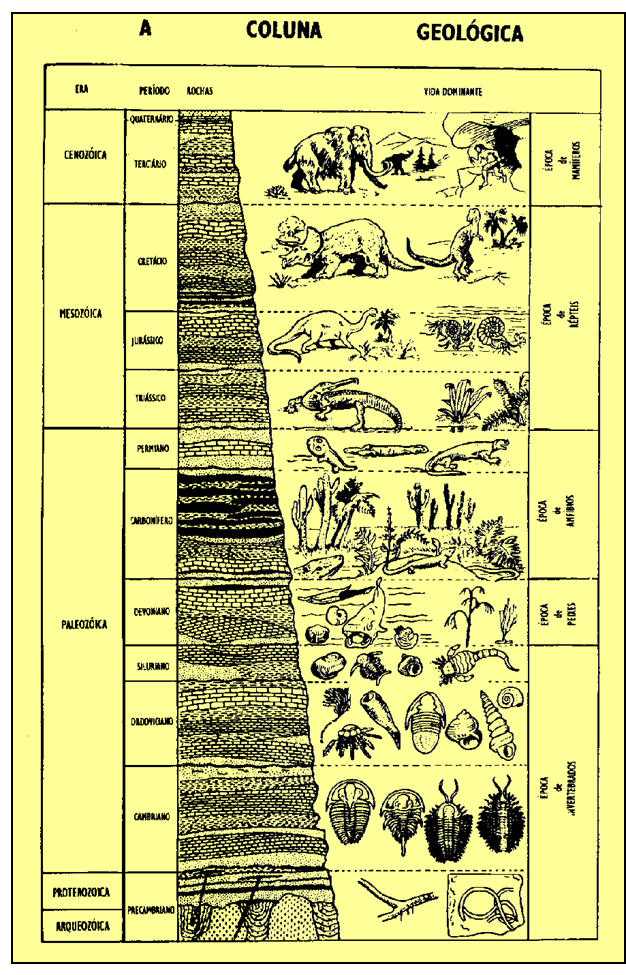 A COLUNA GEOLÓGICA
ERA PERÍODO ROCHAS VIDA DOMINANTE
QUATERNÁRIO
CENOZÓICA
TERCIÁRIO
ÉPOCA
de
MAMÍFEROS
CRETÁCIO
MESOZÓICA
JURÁSSICO
TRIÁSSICO
ÉPOCA
de
RÉPTEIS
PERMIANO
CARBONÍFERO
ÉPOCA
de
ANFÍBIOS
PALEOZÓICA
DEVONIANO
ÉPOCA
de
PEIXES
SILURIANO
ORDOVICIANO
CAMBRIANO
ÉPOCA
de
INVERTEBRADOS
PROTEROZOICA
PRECAMBRIANO
ARQUEOZÓICA